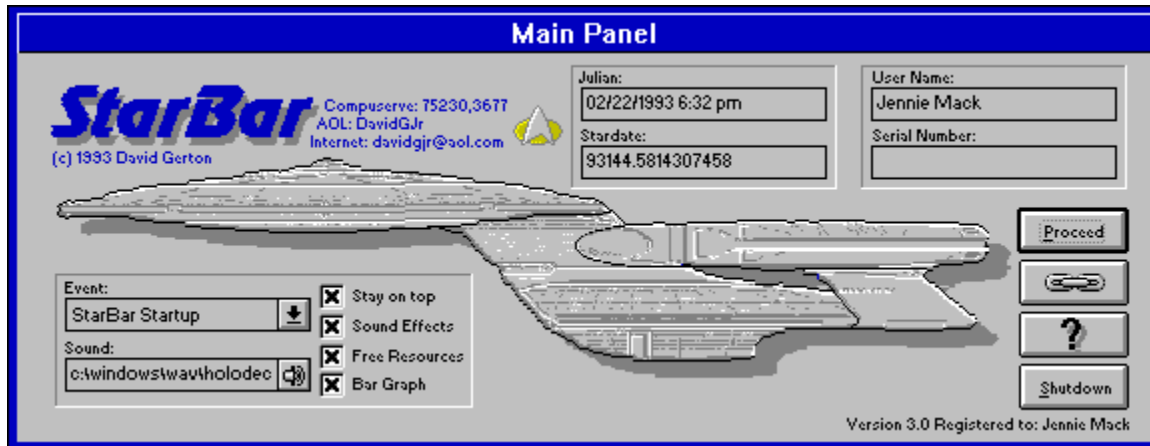 Main Panel
StarBar
Compuserve: 75230,3677
AOL: DavidGJr
Internet: davidgjr@aol.com
(c) 1993 David Gerton
Julian:
02/22/1993 6:32 pm
Stardate:
93144.5814307458
User Name:
Jennie Mack
Serial Number:
Proceed
?
Shutdown
Event:
StarBar Startup
Sound:
c:\windows\wav\holodec
Stay on top
Sound Effects
Free Resources
Bar Graph
Version 3.0 Registered to: Jennie Mack